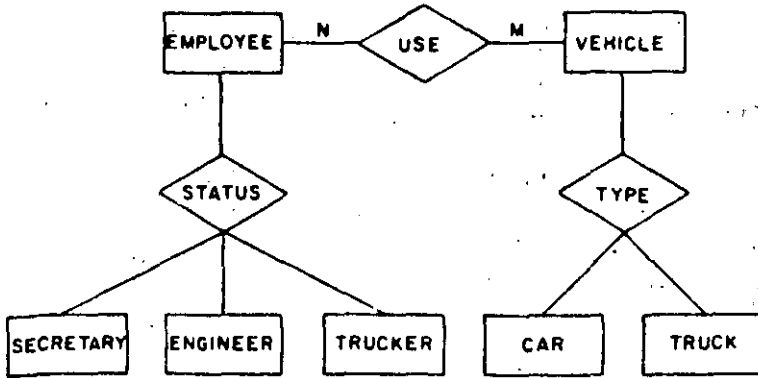 EMPLOYEE N USE M VEHICLE
STATUS TYPE
SECRETARY ENGINEER TRUCKER CAR TRUCK